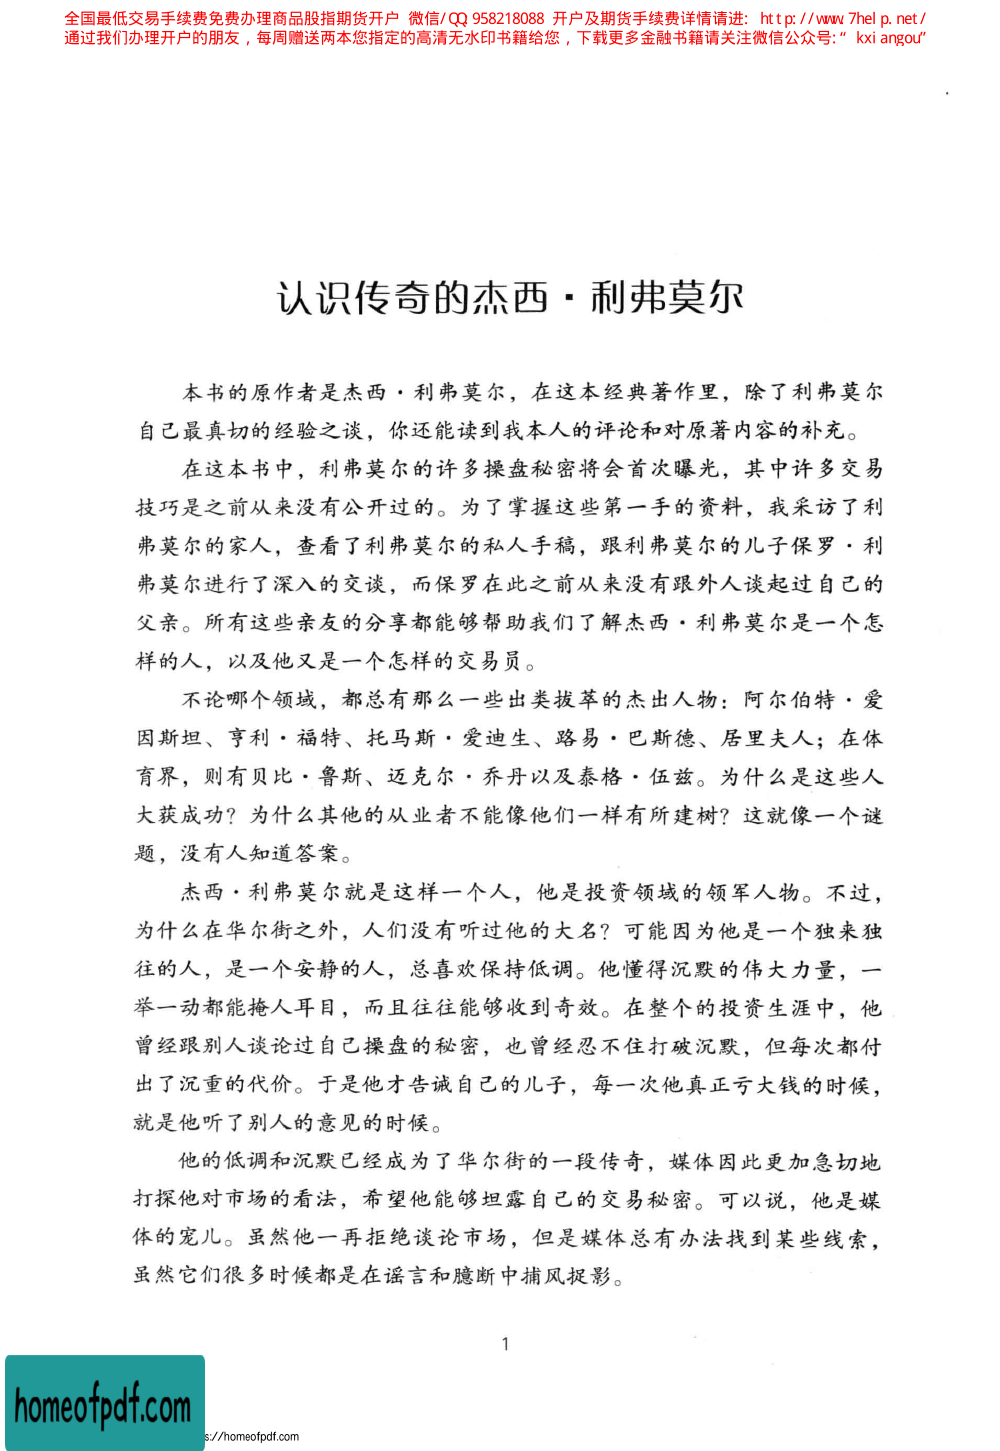 全国最低交易手续费免费办理商品股指期货开户 微信/QQ:958218088 开户及期货手续费详情请进: http://www.7help.net/
通过我们办理开户的朋友，每周赠送两本您指定的高清无水印书籍给您，下载更多金融书籍请关注微信公众号:“kxiangou”
认识传奇的杰西·利弗莫尔
本书的原作者是杰西·利弗莫尔，在这本经典著作里，除了利弗莫尔
自己最真切的经验之谈，你还能读到我本人的评论和对原著内容的补充。
在这本书中，利弗莫尔的许多操盘秘密将会首次曝光，其中许多交易
技巧是之前从来没有公开过的。为了掌握这些第一手的资料，我采访了利
弗莫尔的家人，查看了利弗莫尔的私人手稿，跟利弗莫尔的儿子保罗·利
弗莫尔进行了深入的交谈，而保罗在此之前从来没有跟外人谈起过自己的
父亲。所有这些亲友的分享都能够帮助我们了解杰西·利弗莫尔是一个怎
样的人，以及他又是一个怎样的交易员。
不论哪个领域，都总有那么一些出类拔萃的杰出人物：阿尔伯特·爱
因斯坦、亨利·福特、托马斯·爱迪生、路易·巴斯德、居里夫人；在体
育界，则有贝比·鲁斯、迈克尔·乔丹以及泰格·伍兹。为什么是这些人
大获成功？为什么其他的从业者不能像他们一样有所建树？这就像一个谜
题，没有人知道答案。
杰西·利弗莫尔就是这样一个人，他是投资领域的领军人物。不过，
为什么在华尔街之外，人们没有听过他的大名？可能因为他是一个独来独
往的人，是一个安静的人，总喜欢保持低调。他懂得沉默的伟大力量，一
举一动都能掩人耳目，而且往往能够收到奇效。在整个的投资生涯中，他
曾经跟别人谈论过自己操盘的秘密，也曾经忍不住打破沉默，但每次都付
出了沉重的代价。于是他才告诫自己的儿子，每一次他真正亏大钱的时候，
就是他听了别人的意见的时候。
他的低调和沉默已经成为了华尔街的一段传奇，媒体因此更加急切地
打探他对市场的看法，希望他能够坦露自己的交易秘密。可以说，他是媒
体的宠儿。虽然他一再拒绝谈论市场，但是媒体总有办法找到某些线索，
虽然它们很多时候都是在谣言和臆断中捕风捉影。
1
homeofpdf.com
s://homeofpdf.com